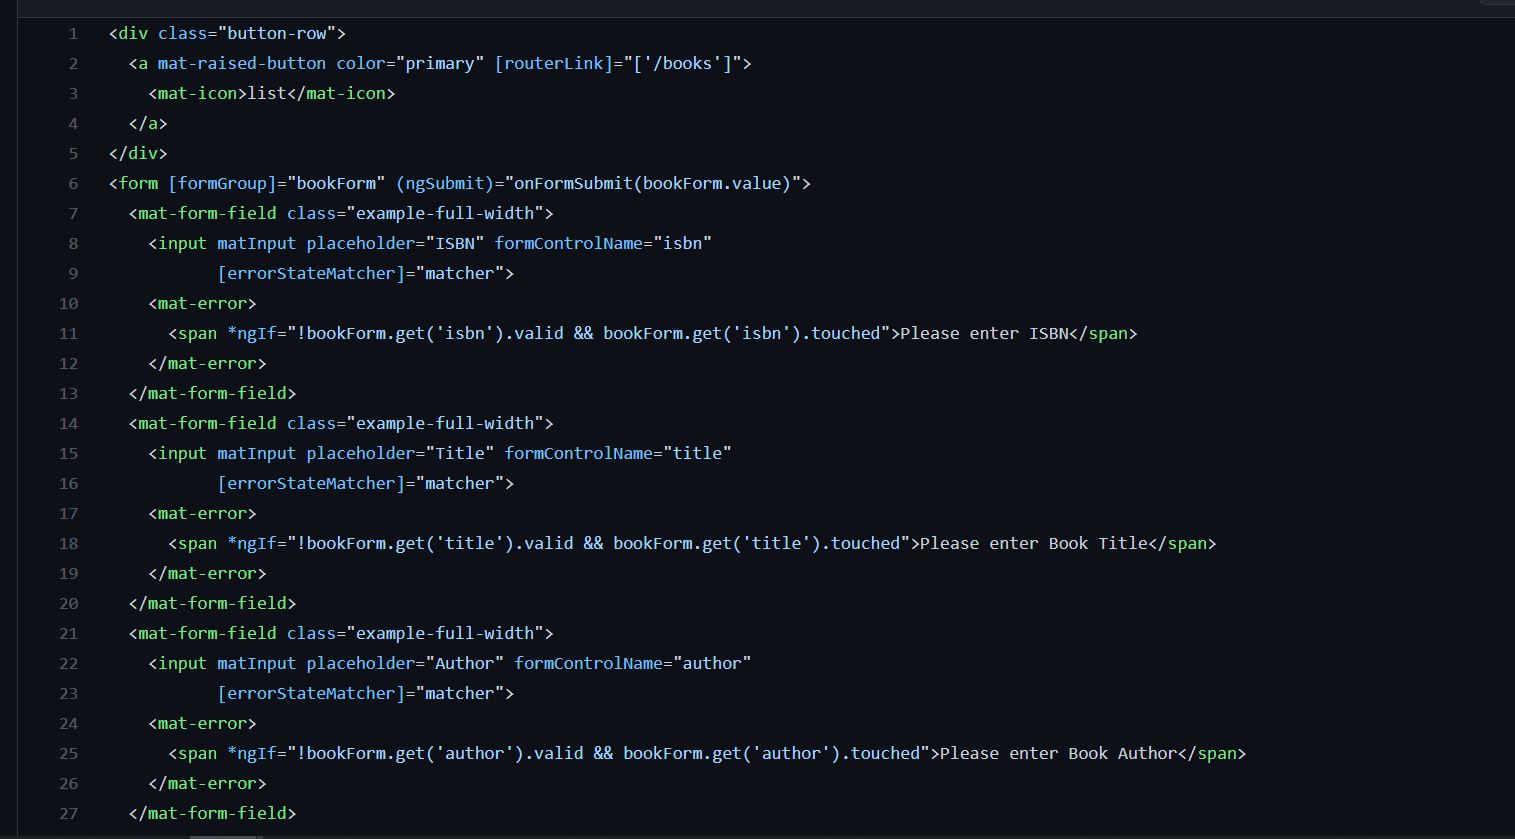 1 <div class="button-row">
2   <a mat-raised-button color="primary" [routerLink]="['/books']">
3     <mat-icon>list</mat-icon>
4   </a>
5 </div>
6 <form [formGroup]="bookForm" (ngSubmit)="onFormSubmit(bookForm.value)">
7   <mat-form-field class="example-full-width">
8     <input matInput placeholder="ISBN" formControlName="isbn"
9            [errorStateMatcher]="matcher">
10     <mat-error>
11       <span *ngIf="!bookForm.get('isbn').valid && bookForm.get('isbn').touched">Please enter ISBN</span>
12     </mat-error>
13   </mat-form-field>
14   <mat-form-field class="example-full-width">
15     <input matInput placeholder="Title" formControlName="title"
16            [errorStateMatcher]="matcher">
17     <mat-error>
18       <span *ngIf="!bookForm.get('title').valid && bookForm.get('title').touched">Please enter Book Title</span>
19     </mat-error>
20   </mat-form-field>
21   <mat-form-field class="example-full-width">
22     <input matInput placeholder="Author" formControlName="author"
23            [errorStateMatcher]="matcher">
24     <mat-error>
25       <span *ngIf="!bookForm.get('author').valid && bookForm.get('author').touched">Please enter Book Author</span>
26     </mat-error>
27   </mat-form-field>